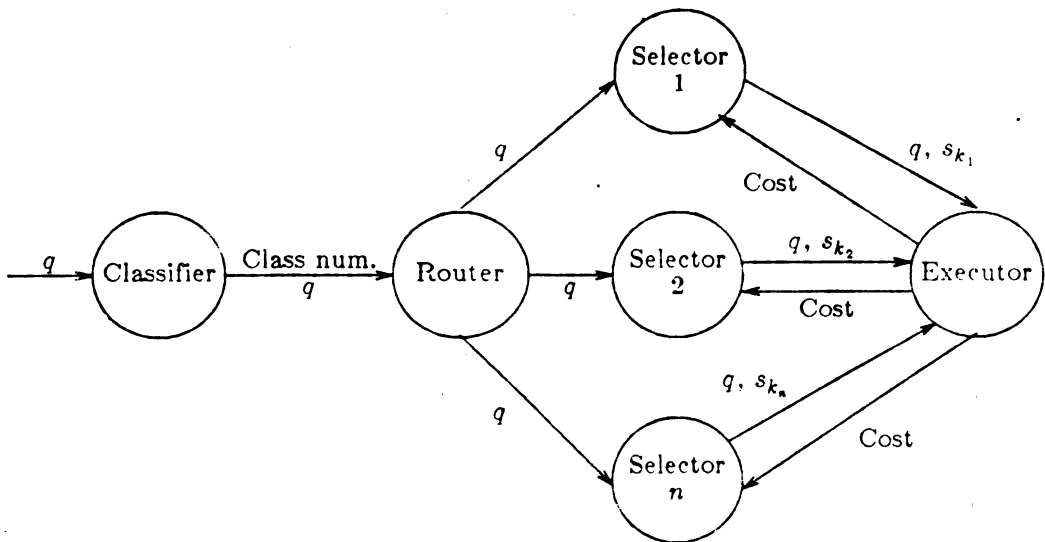 Selector
1
q
q, s_{k_1}
Cost
q
Classifier
Class num.
q
Router
q
Selector
2
q, s_{k_2}
Cost
Executor
q
q, s_{k_n}
Cost
Selector
n